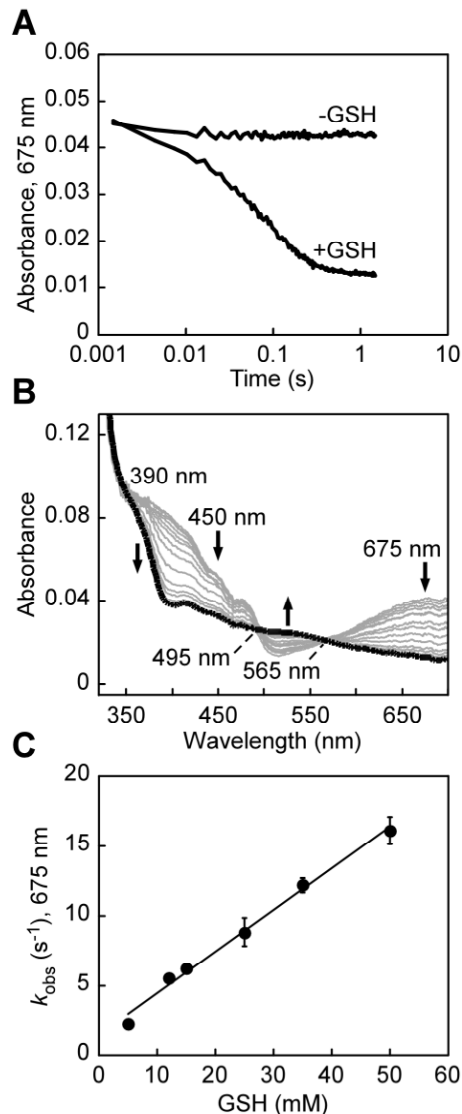 A
0.06
0.05
-GSH
0.04
0.03
0.02
+GSH
0.01
0
0.001 0.01 0.1 1 10
Absorbance, 675 nm
Time (s)
B
0.12
390 nm
450 nm
0.08
675 nm
0.04
495 nm
565 nm
0
350 450 550 650
Absorbance
Wavelength (nm)
C
20
15
10
5
0
0 10 20 30 40 50 60
kobs (s-1), 675 nm
GSH (mM)